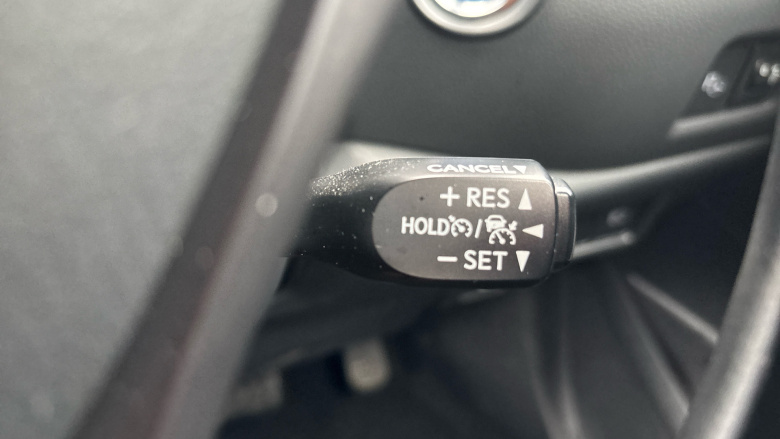 CANCEL
+ RES
HOLD /
− SET